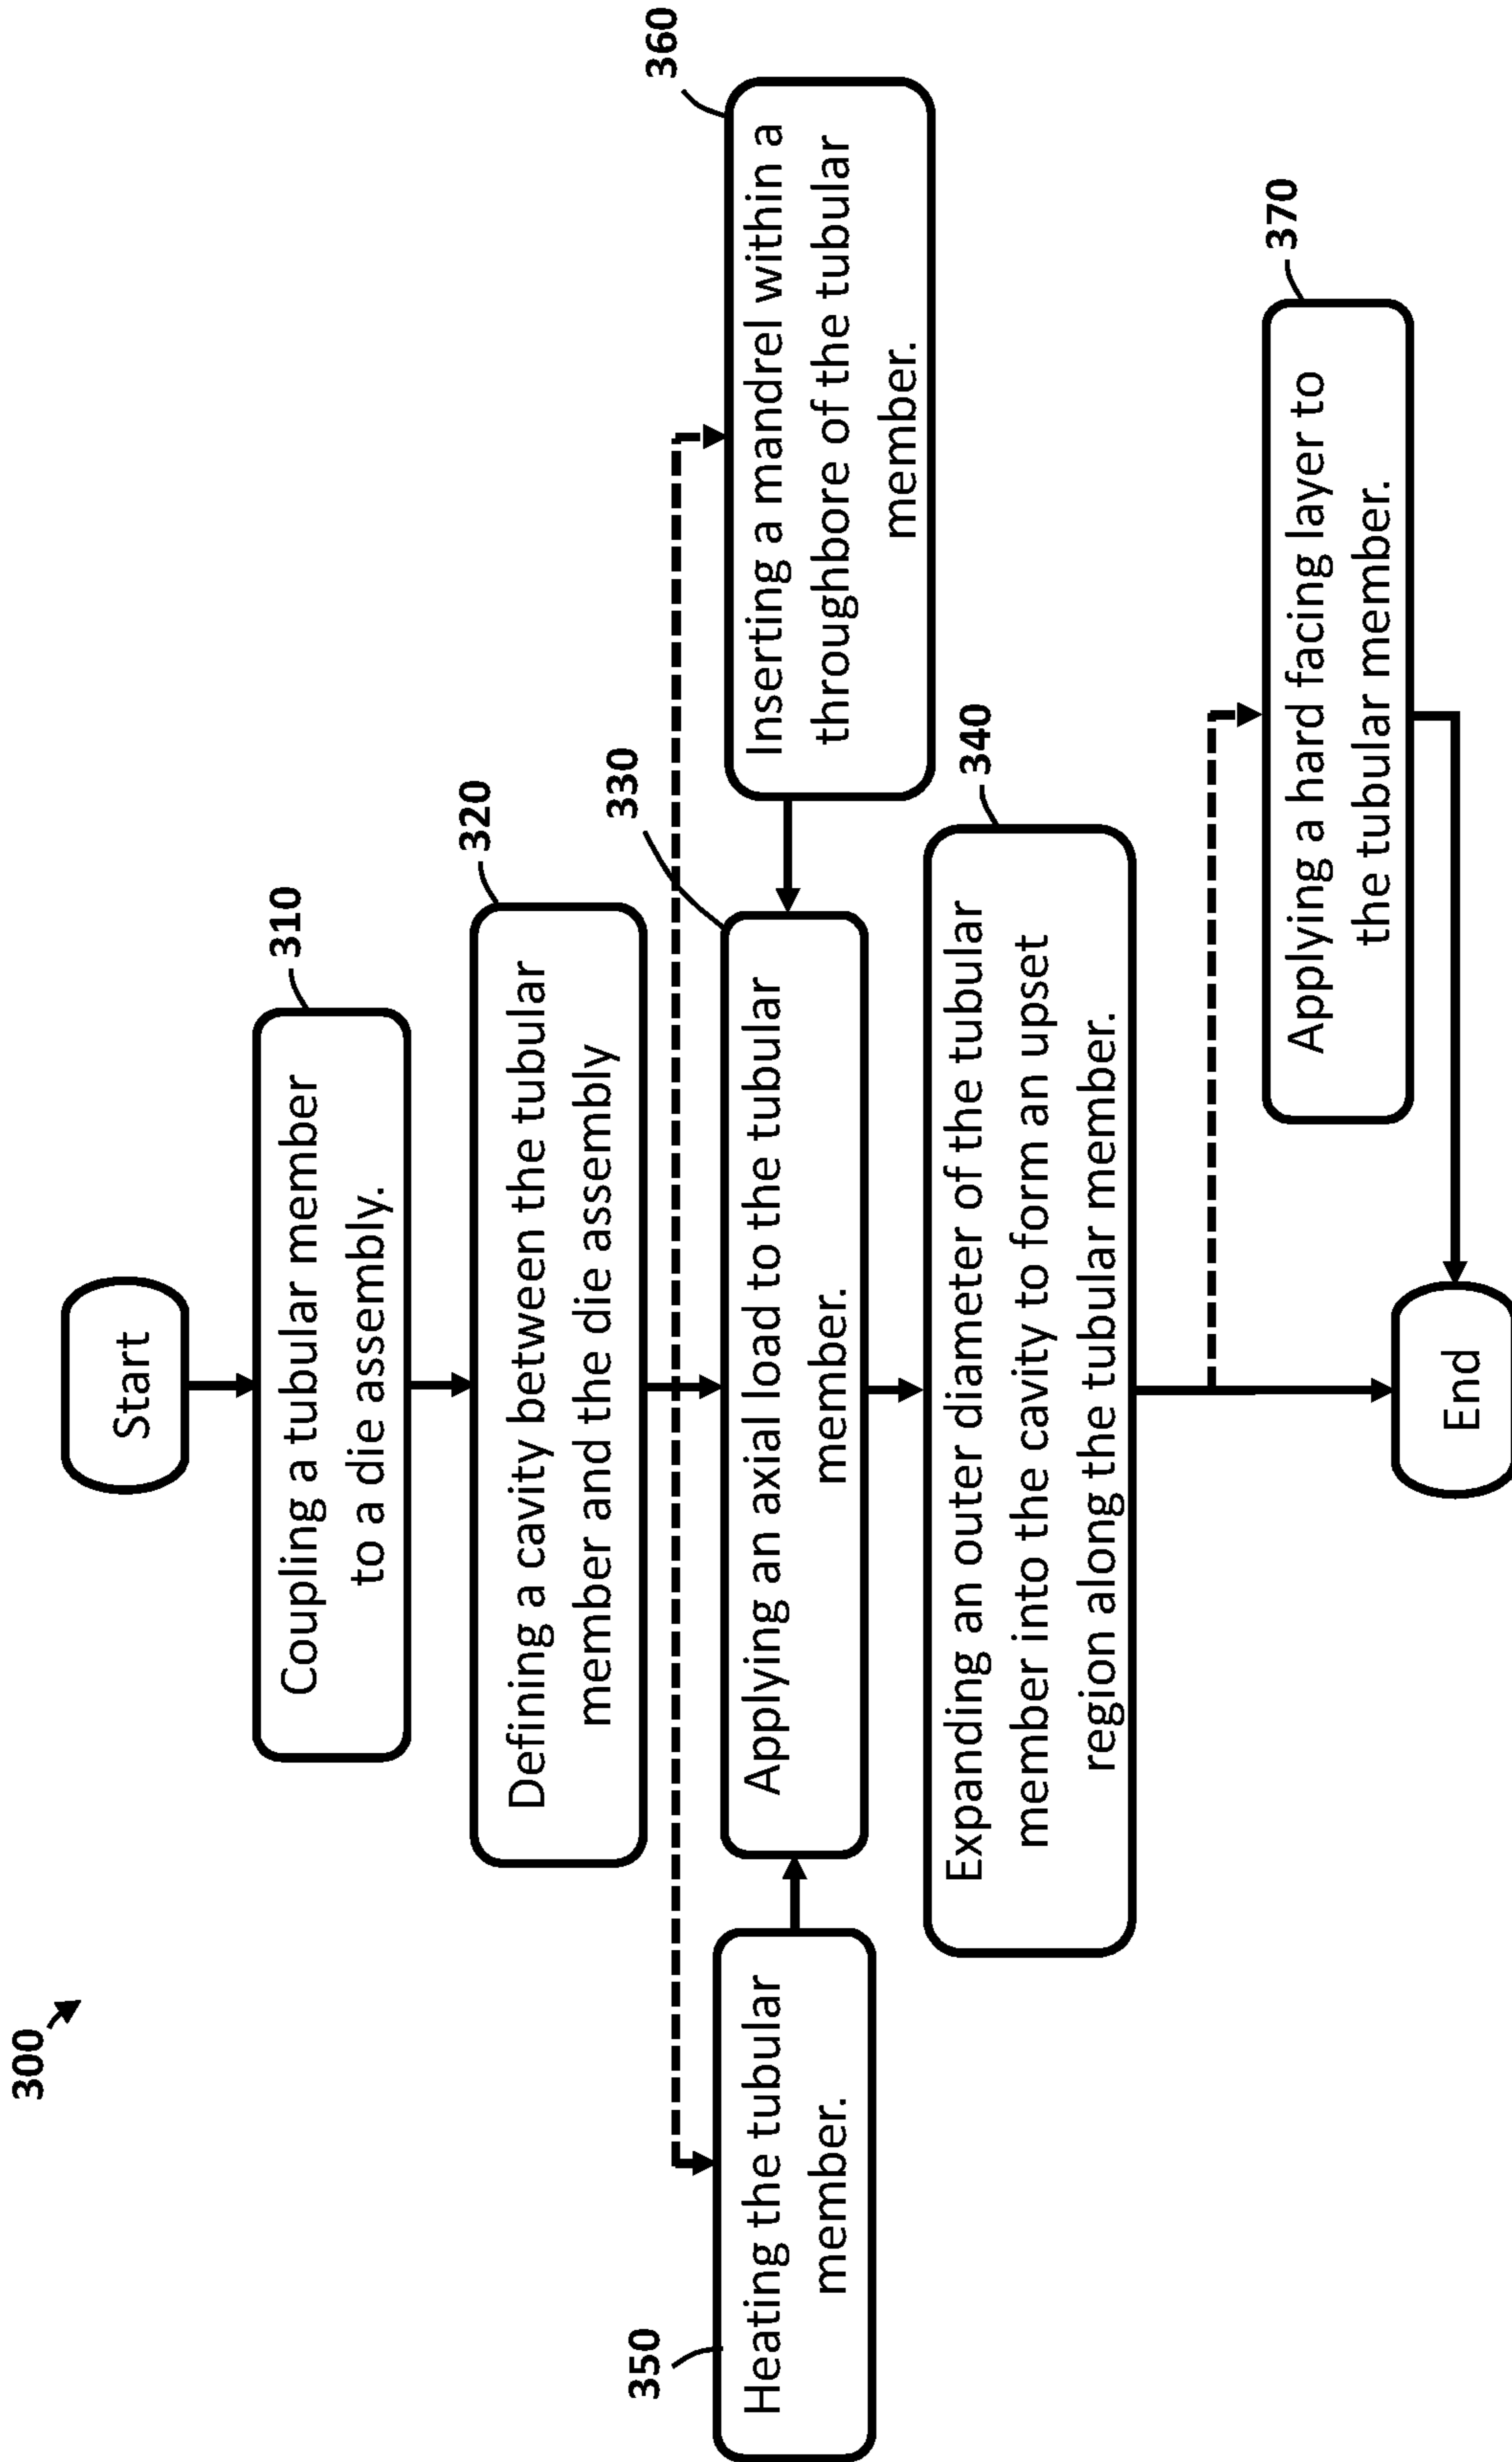 300
Start
310
Coupling a tubular member
to a die assembly.
320
Defining a cavity between the tubular
member and the die assembly
330
Applying an axial load to the tubular
member.
350
Heating the tubular
member.
360
Inserting a mandrel within a
throughbore of the tubular
member.
340
Expanding an outer diameter of the tubular
member into the cavity to form an upset
region along the tubular member.
370
Applying a hard facing layer to
the tubular member.
End